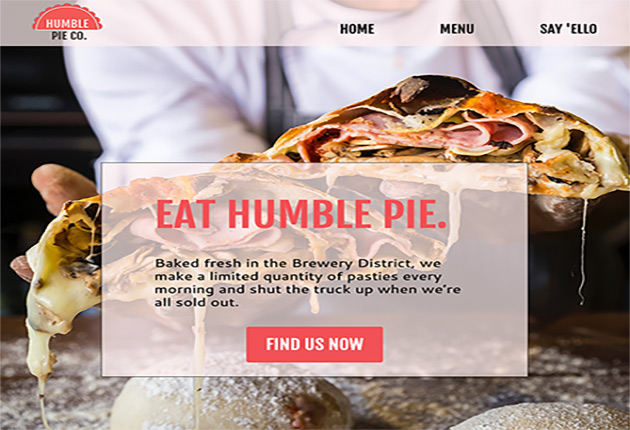 HUMBLE
PIE CO.
HOME MENU SAY 'ELLO
EAT HUMBLE PIE.
Baked fresh in the Brewery District, we
make a limited quantity of pasties every
morning and shut the truck up when we're
all sold out.
FIND US NOW